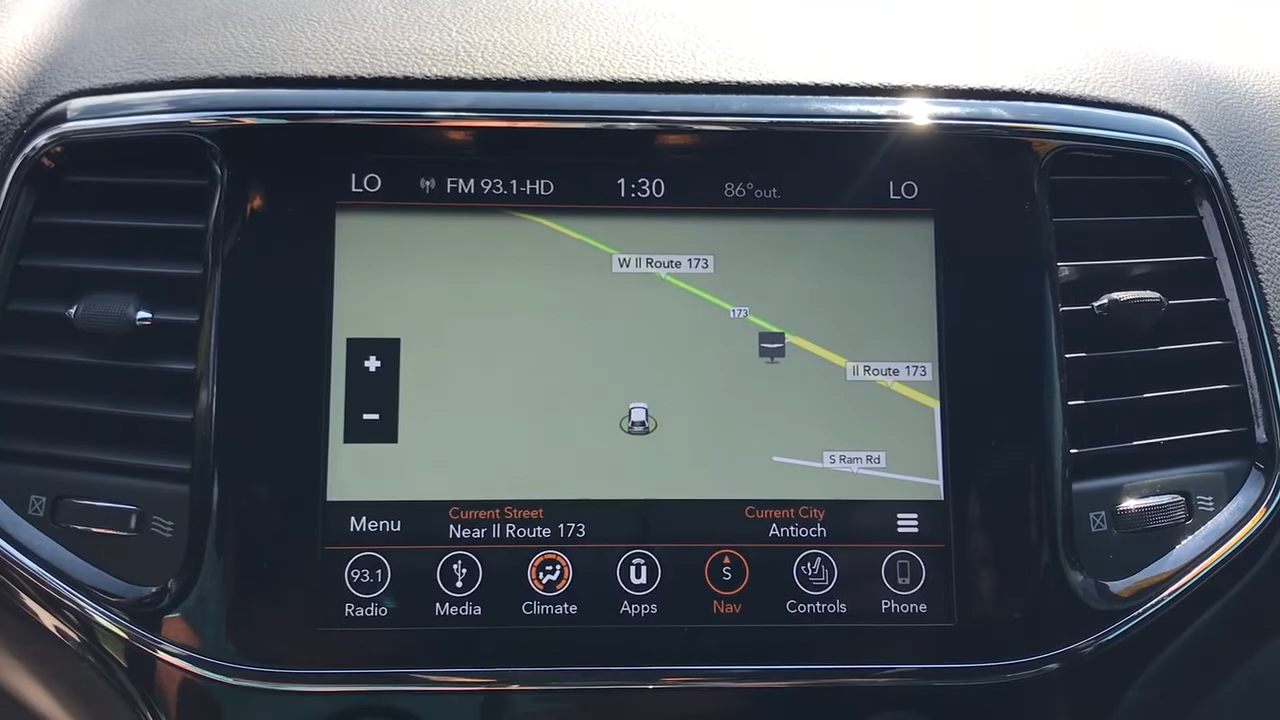 LO FM 93.1-HD 1:30 86°out. LO
W Il Route 173
173
Il Route 173
+
−
S Ram Rd
Menu
Current Street
Near Il Route 173
Current City
Antioch
93.1 S
Radio Media Climate Apps Nav Controls Phone